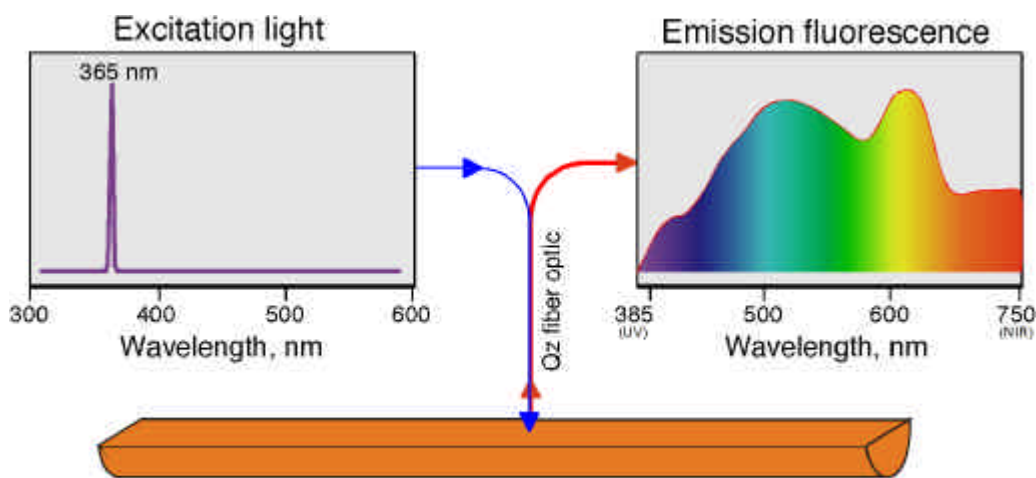 Excitation light
365 nm
300 400 500 600
Wavelength, nm
Emission fluorescence
385 500 600 750
(UV) (NIR)
Wavelength, nm
Qz fiber optic